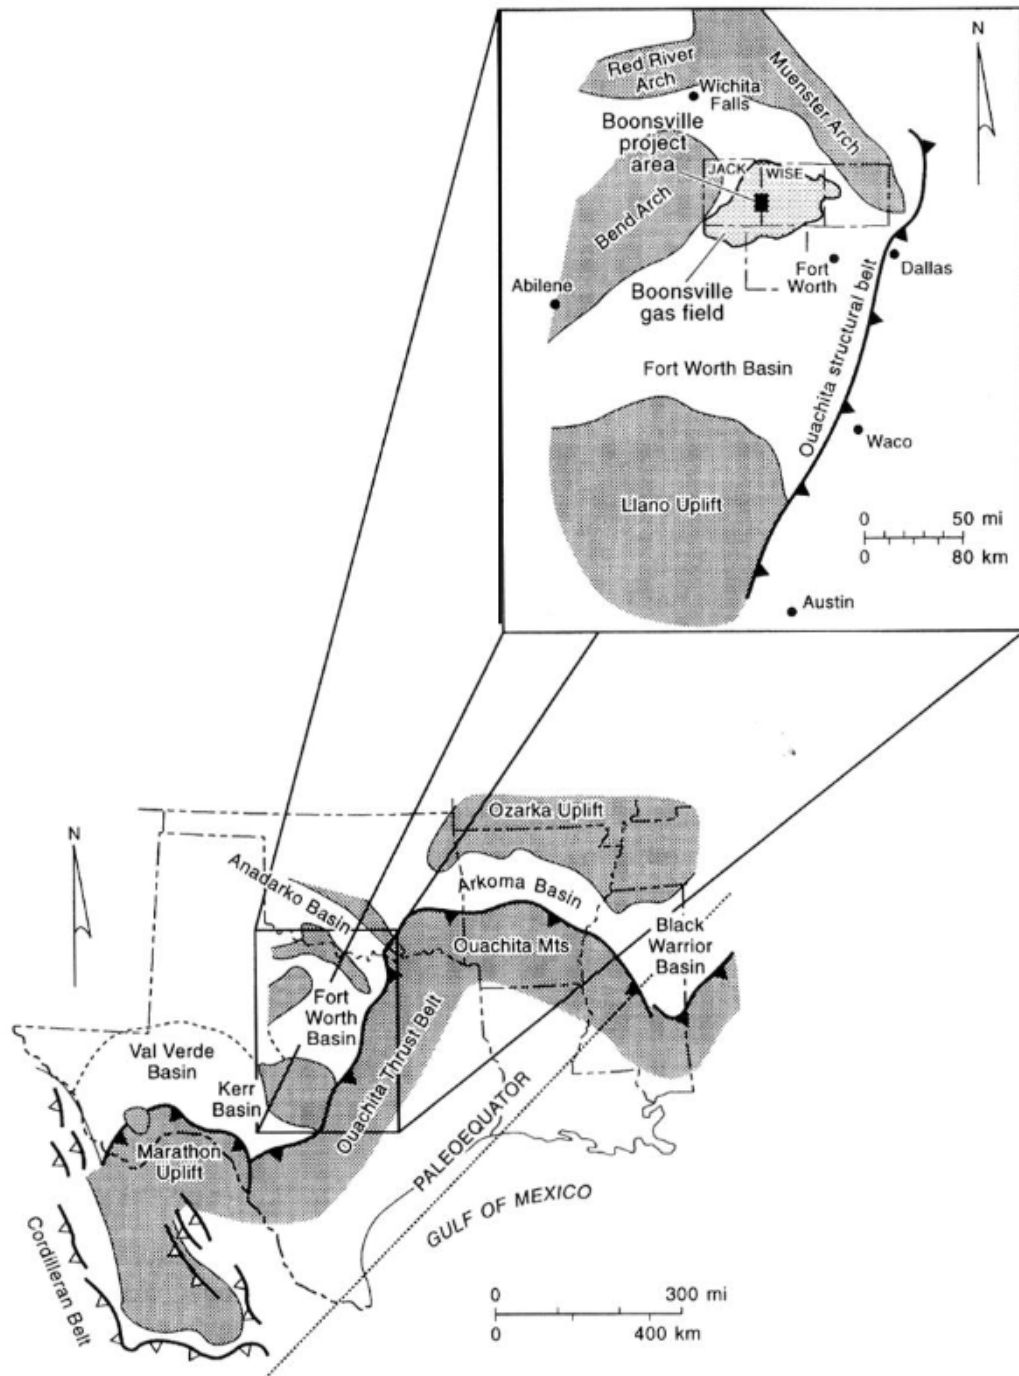 N
Red River
Arch
Muenster Arch
Wichita
Falls
Boonsville
project
area
JACK
WISE
Bend Arch
Abilene
Boonsville
gas field
Fort
Worth
Dallas
Fort Worth Basin
Ouachita structural belt
Waco
Llano Uplift
0 50 mi
0 80 km
Austin
N
Ozarka Uplift
Anadarko Basin
Arkoma Basin
Ouachita Mts
Black
Warrior
Basin
Fort
Worth
Basin
Val Verde
Basin
Kerr
Basin
Ouachita Thrust Belt
Marathon
Uplift
PALEOEQUATOR
GULF OF MEXICO
Cordilleran Belt
0 300 mi
0 400 km